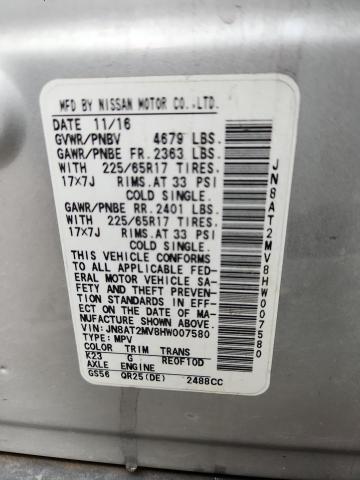 MFD BY NISSAN MOTOR CO.,LTD.
DATE 11/16
GVWR/PNBV 4679 LBS.
GAWR/PNBE FR. 2363 LBS.
WITH 225/65R17 TIRES.
17×7J RIMS. AT 33 PSI
COLD SINGLE.
GAWR/PNBE RR. 2401 LBS.
WITH 225/65R17 TIRES.
17×7J RIMS. AT 33 PSI
COLD SINGLE.
THIS VEHICLE CONFORMS
TO ALL APPLICABLE FED-
ERAL MOTOR VEHICLE SA-
FETY AND THEFT PREVEN-
TION STANDARDS IN EFF-
ECT ON THE DATE OF MA-
NUFACTURE SHOWN ABOVE.
VIN:JN8AT2MV8HW007580
TYPE: MPV
COLOR TRIM TRANS
K23 G RE0F10D
AXLE ENGINE
GS56 QR25(DE) 2488CC
JN8AT2MV8HW007580